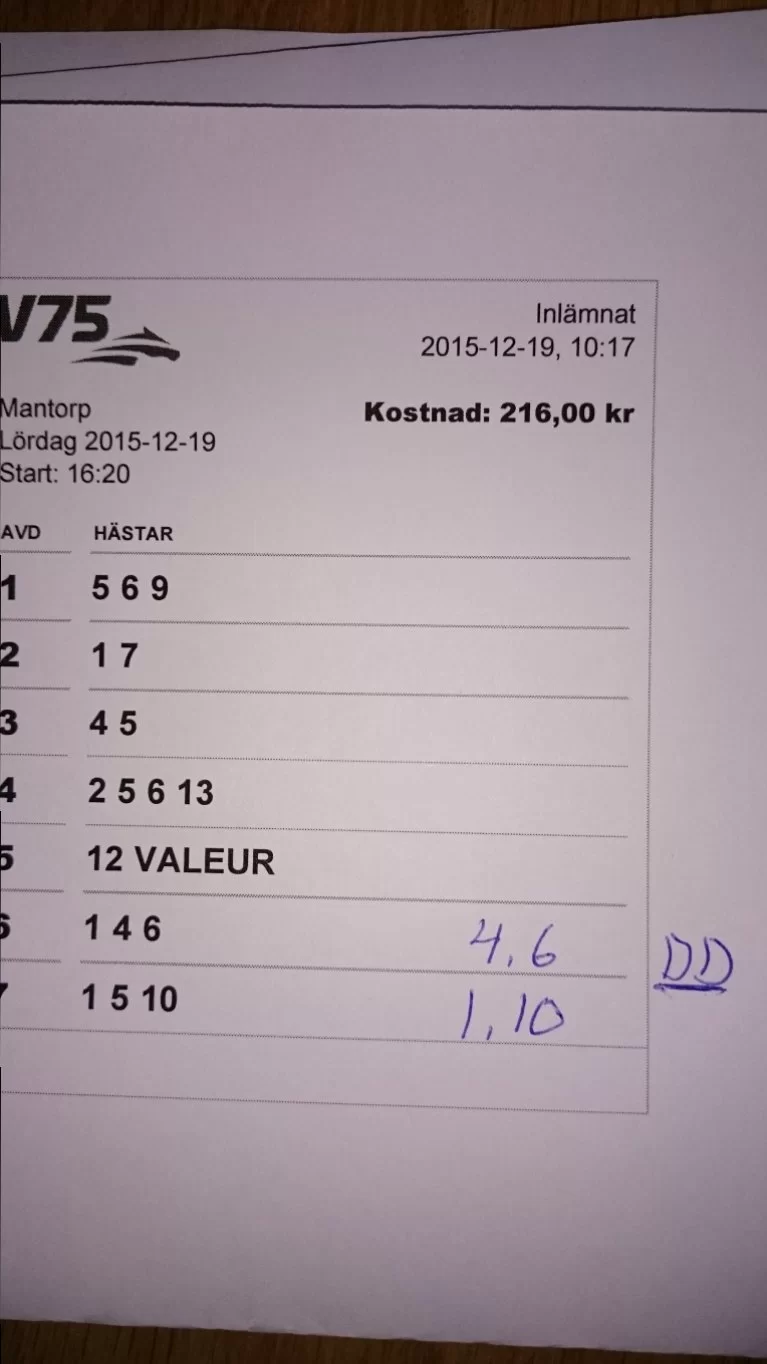 V75
Inlämnat
2015-12-19, 10:17
Mantorp
Kostnad: 216,00 kr
Lördag 2015-12-19
Start: 16:20
AVD HÄSTAR
1 5 6 9
2 1 7
3 4 5
4 2 5 6 13
5 12 VALEUR
6 1 4 6 4,6 DD
7 1 5 10 1,10